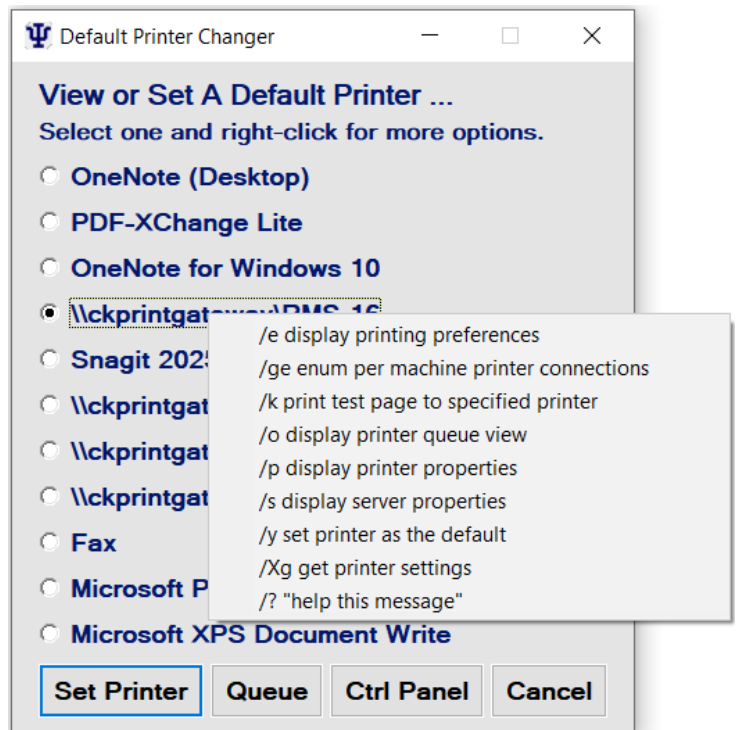 Default Printer Changer
View or Set A Default Printer ...
Select one and right-click for more options.
OneNote (Desktop)
PDF-XChange Lite
OneNote for Windows 10
\\ckprintgateway\RMS-16
/e display printing preferences
/ge enum per machine printer connections
/k print test page to specified printer
/o display printer queue view
/p display printer properties
/s display server properties
/y set printer as the default
/Xg get printer settings
/? "help this message"
Snagit 202
\\ckprintgat
\\ckprintgat
\\ckprintgat
Fax
Microsoft P
Microsoft XPS Document Write
Set Printer Queue Ctrl Panel Cancel